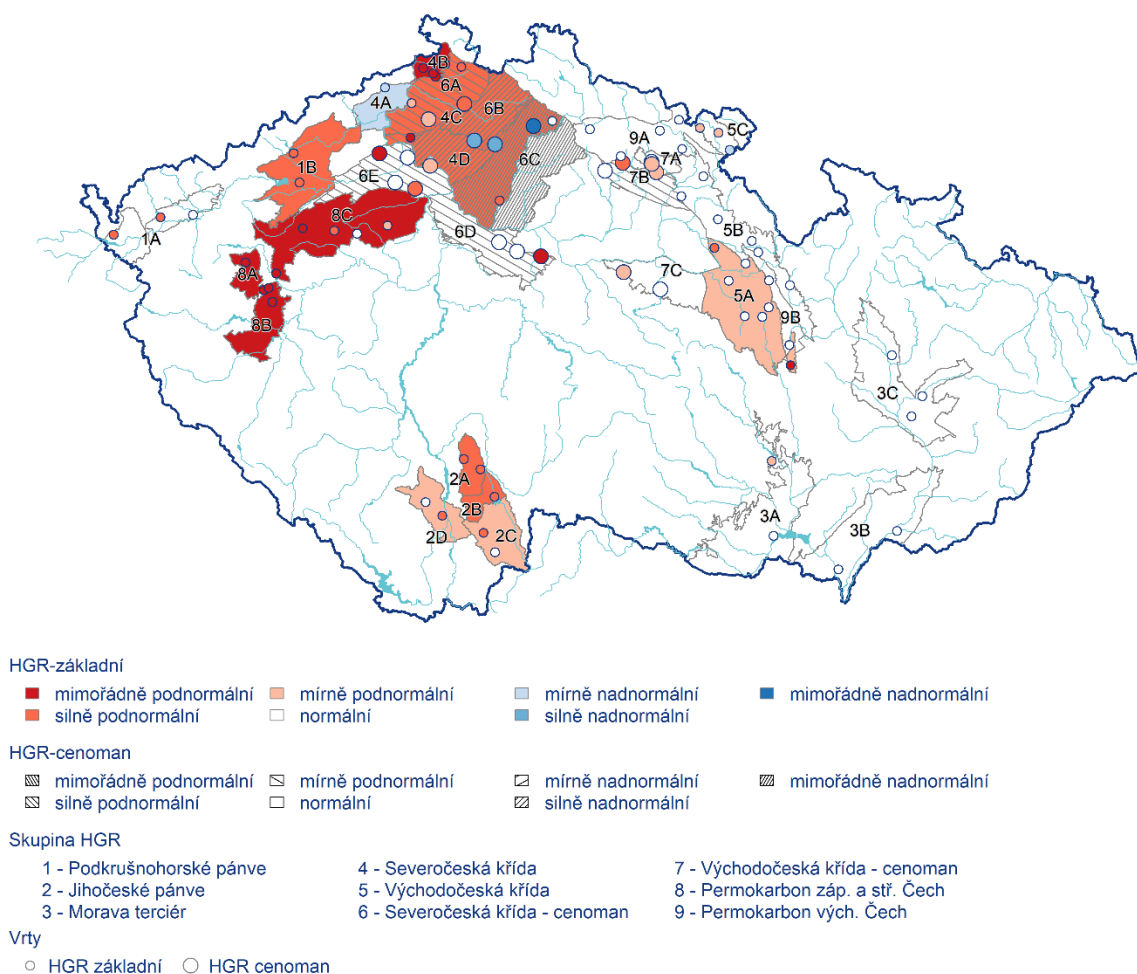 4B
6A
4A
6B
4C
5C
9A
7A
4D
6C
1B
7B
6E
8C
1A
6D
5B
8A
7C
5A
9B
8B
3C
2A
2B
3A
2D
2C
3B
HGR-základní
mimořádně podnormální mírně podnormální mírně nadnormální mimořádně nadnormální
silně podnormální normální silně nadnormální
HGR-cenoman
mimořádně podnormální mírně podnormální mírně nadnormální mimořádně nadnormální
silně podnormální normální silně nadnormální
Skupina HGR
1 - Podkrušnohorské pánve 4 - Severočeská křída 7 - Východočeská křída - cenoman
2 - Jihočeské pánve 5 - Východočeská křída 8 - Permokarbon záp. a stř. Čech
3 - Morava terciér 6 - Severočeská křída - cenoman 9 - Permokarbon vých. Čech
Vrty
HGR základní HGR cenoman